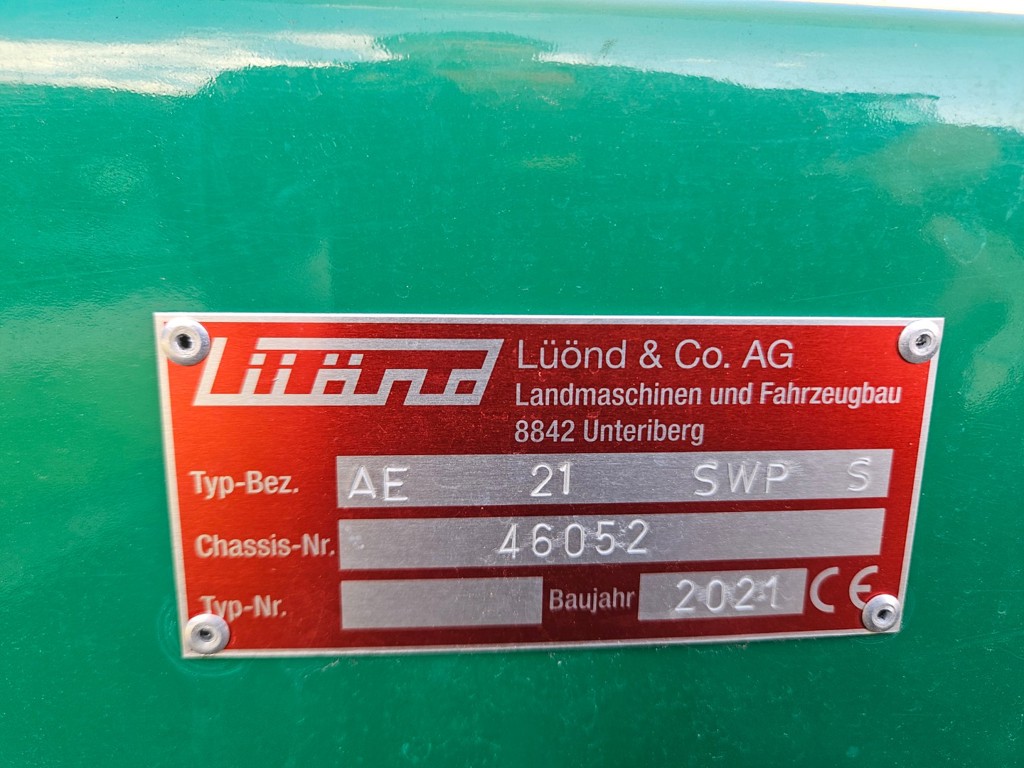 Lüönd
Lüönd & Co. AG
Landmaschinen und Fahrzeugbau
8842 Unteriberg
Typ-Bez. AE 21 SWP S
Chassis-Nr. 46052
Typ-Nr. Baujahr 2021 CE